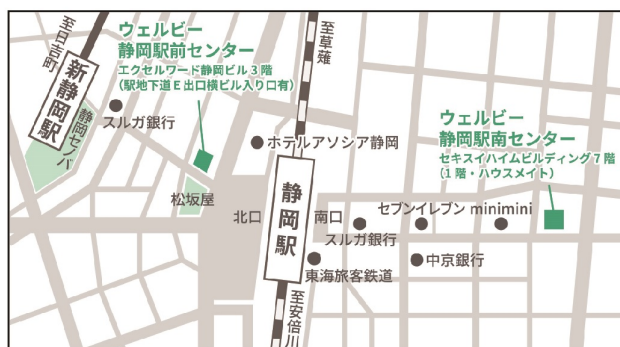 至日吉町
新静岡駅
静岡セノバ
スルガ銀行
ウェルビー
静岡駅前センター
エクセルワード静岡ビル3階
(駅地下道E出口横ビル入り口有)
松坂屋
至草薙
ホテルアソシア静岡
北口
静岡駅
南口
スルガ銀行
東海旅客鉄道
至安倍川
セブンイレブン
minimini
中京銀行
ウェルビー
静岡駅南センター
セキスイハイムビルディング7階
(1階・ハウスメイト)